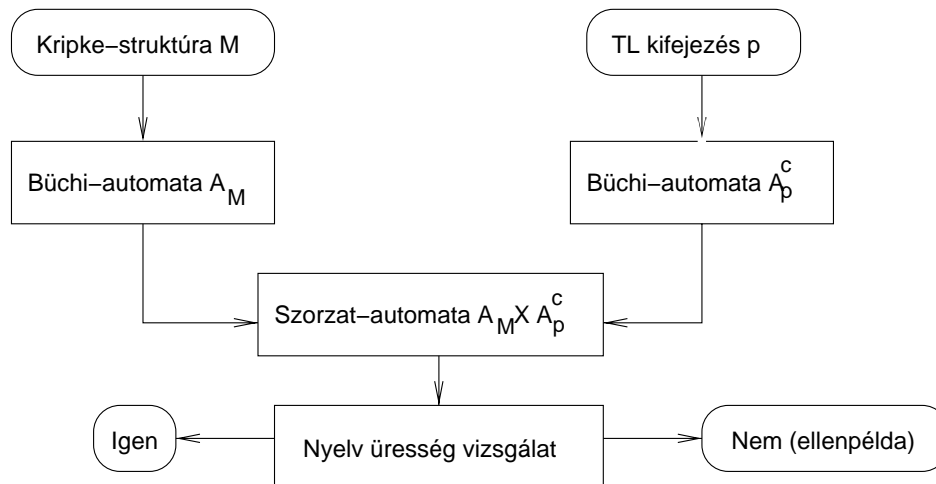 Kripke−struktúra M
TL kifejezés p
Büchi−automata A_M
Büchi−automata A_p^c
Szorzat−automata A_M X A_p^c
Igen
Nyelv üresség vizsgálat
Nem (ellenpélda)